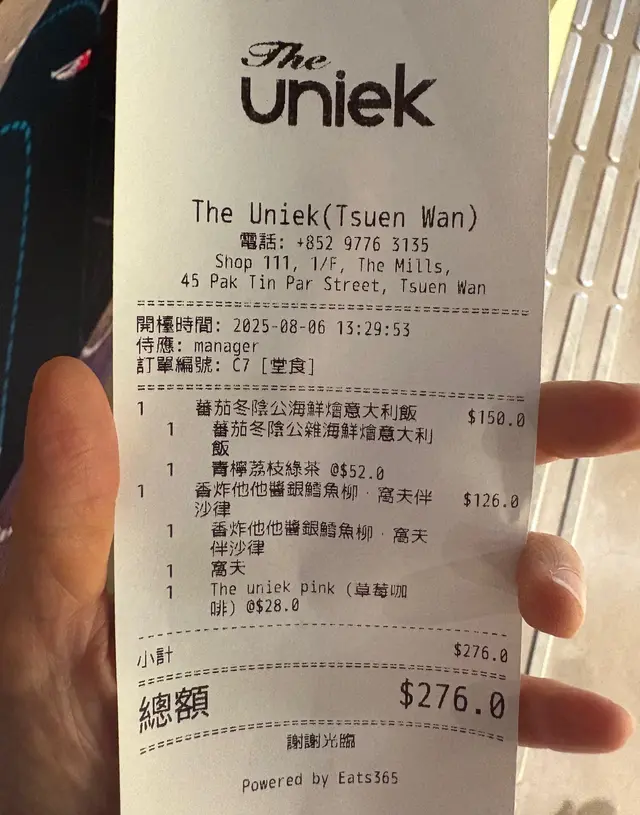 The
uniek
The Uniek(Tsuen Wan)
電話: +852 9776 3135
Shop 111, 1/F, The Mills,
45 Pak Tin Par Street, Tsuen Wan
開檯時間: 2025-08-06 13:29:53
侍應: manager
訂單編號: C7 [堂食]
1 蕃茄冬陰公海鮮燴意大利飯 $150.0
1 蕃茄冬陰公雜海鮮燴意大利
飯
1 青檸荔枝綠茶 @$52.0
1 香炸他他醬銀鱈魚柳．窩夫伴 $126.0
沙律
1 香炸他他醬銀鱈魚柳．窩夫
伴沙律
1 窩夫
1 The uniek pink (草莓咖
啡) @$28.0
小計 $276.0
總額 $276.0
謝謝光臨
Powered by Eats365